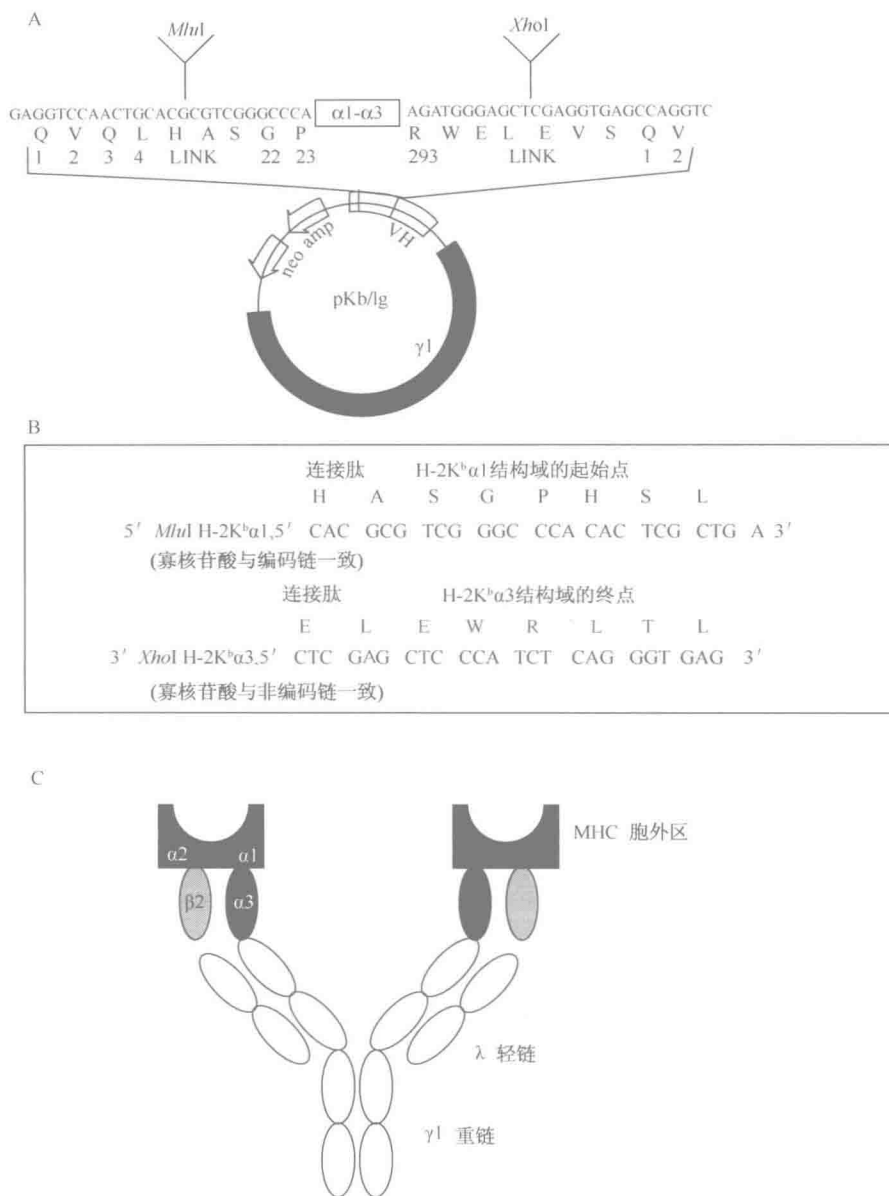 A
MluI XhoI
GAGGTCCAACTGCACGCGTCGGGCCCA α1-α3 AGATGGGAGCTCGAGGTGAGCCAGGTC
Q V Q L H A S G P R W E L E V S Q V
1 2 3 4 LINK 22 23 293 LINK 1 2
neo amp VH
pKb/Ig
γ1
B
连接肽 H-2Kᵇα1结构域的起始点
H A S G P H S L
5′ MluI H-2Kᵇα1,5′ CAC GCG TCG GGC CCA CAC TCG CTG A 3′
(寡核苷酸与编码链一致)
连接肽 H-2Kᵇα3结构域的终点
E L E W R L T L
3′ XhoI H-2Kᵇα3,5′ CTC GAG CTC CCA TCT CAG GGT GAG 3′
(寡核苷酸与非编码链一致)
C
α2 α1 MHC 胞外区
β2 α3
λ 轻链
γ1 重链